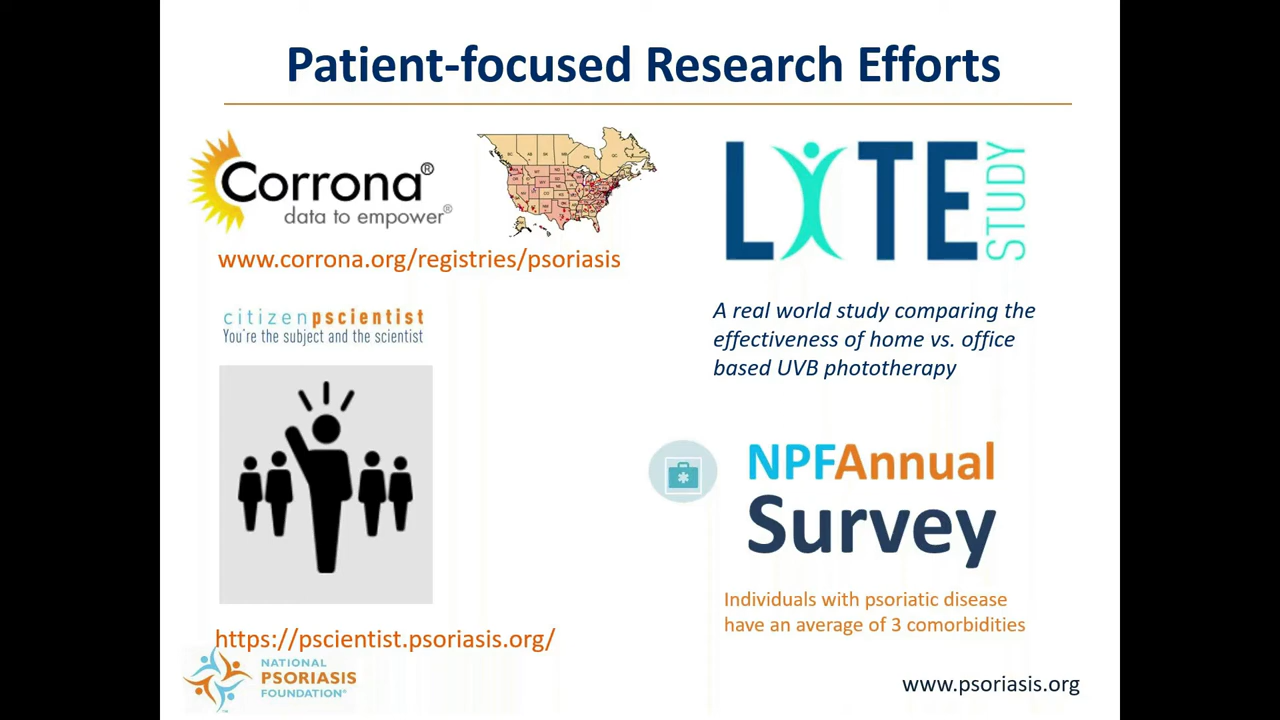 Patient-focused Research Efforts
Corrona®
data to empower®
www.corrona.org/registries/psoriasis
LITE
STUDY
A real world study comparing the
effectiveness of home vs. office
based UVB phototherapy
citizenpscientist
You're the subject and the scientist
https://pscientist.psoriasis.org/
NPFAnnual
Survey
Individuals with psoriatic disease
have an average of 3 comorbidities
NATIONAL
PSORIASIS
FOUNDATION®
www.psoriasis.org